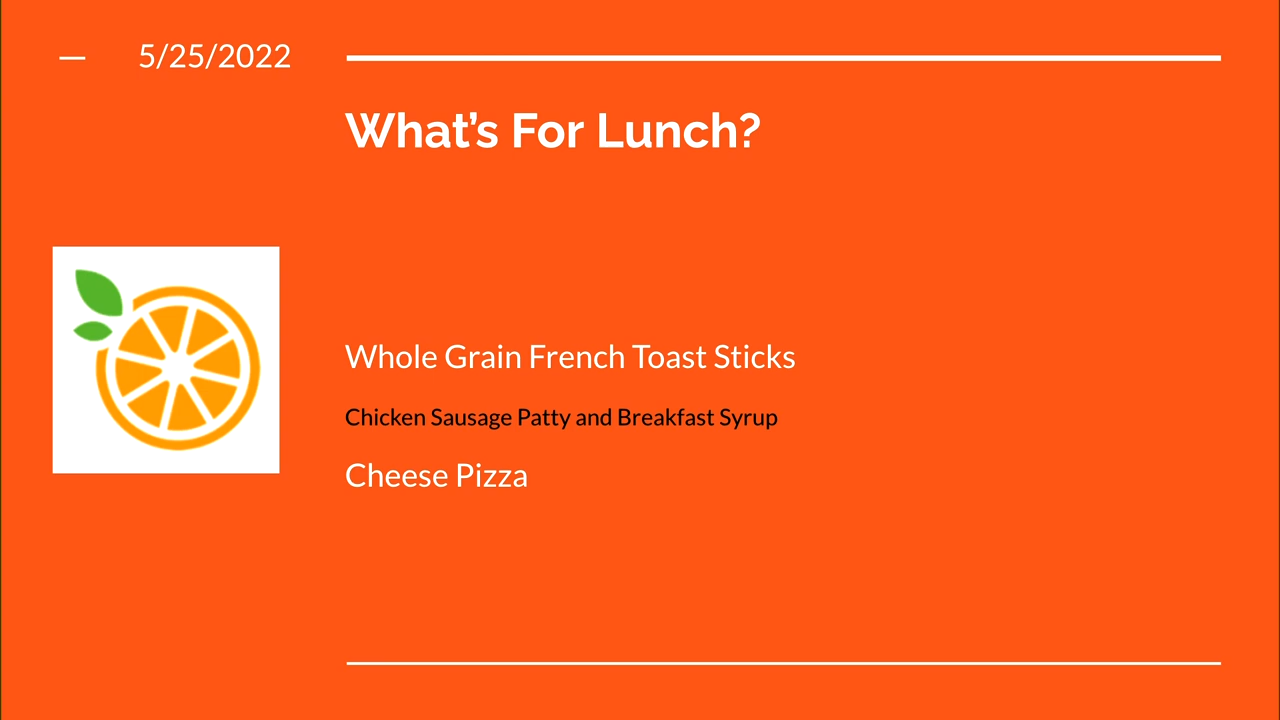 5/25/2022
What's For Lunch?
Whole Grain French Toast Sticks
Chicken Sausage Patty and Breakfast Syrup
Cheese Pizza